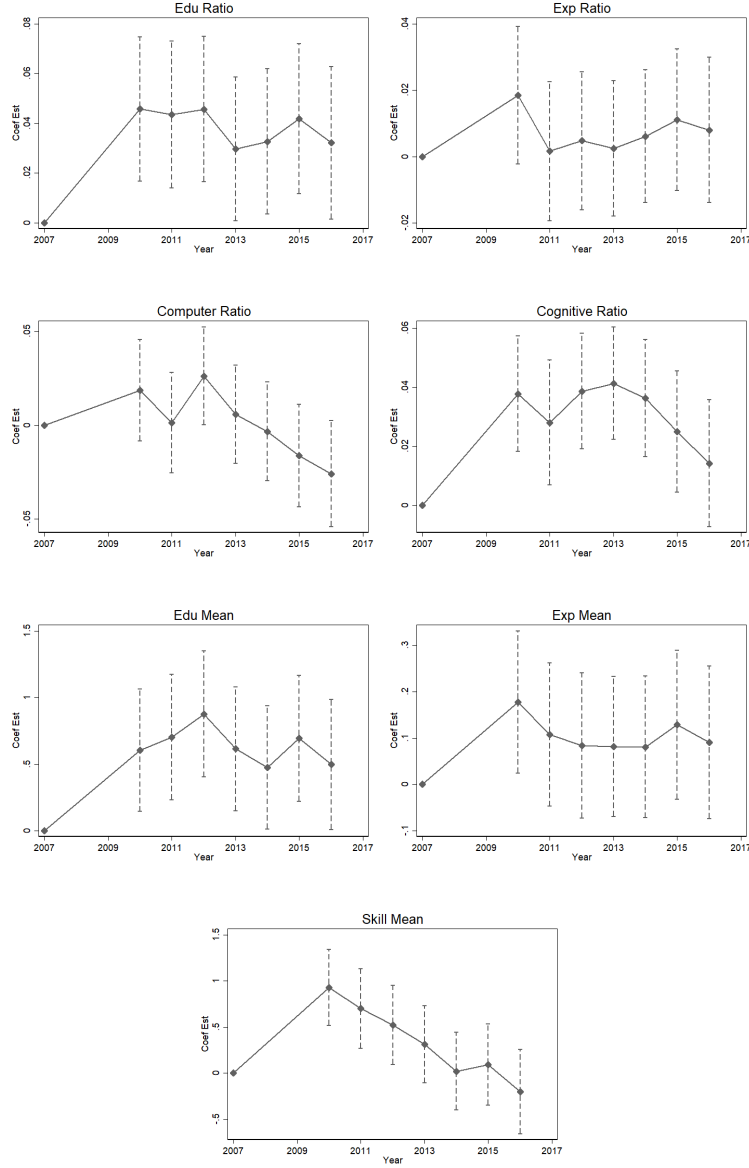 Edu Ratio
Coef Est
.08
.06
.04
.02
0
2007 2009 2011 2013 2015 2017
Year
Exp Ratio
Coef Est
.04
.02
0
-.02
2007 2009 2011 2013 2015 2017
Year
Computer Ratio
Coef Est
.05
0
-.05
2007 2009 2011 2013 2015 2017
Year
Cognitive Ratio
Coef Est
.06
.04
.02
0
2007 2009 2011 2013 2015 2017
Year
Edu Mean
Coef Est
1.5
1
.5
0
2007 2009 2011 2013 2015 2017
Year
Exp Mean
Coef Est
.3
.2
.1
0
-.1
2007 2009 2011 2013 2015 2017
Year
Skill Mean
Coef Est
1.5
1
.5
0
-.5
2007 2009 2011 2013 2015 2017
Year